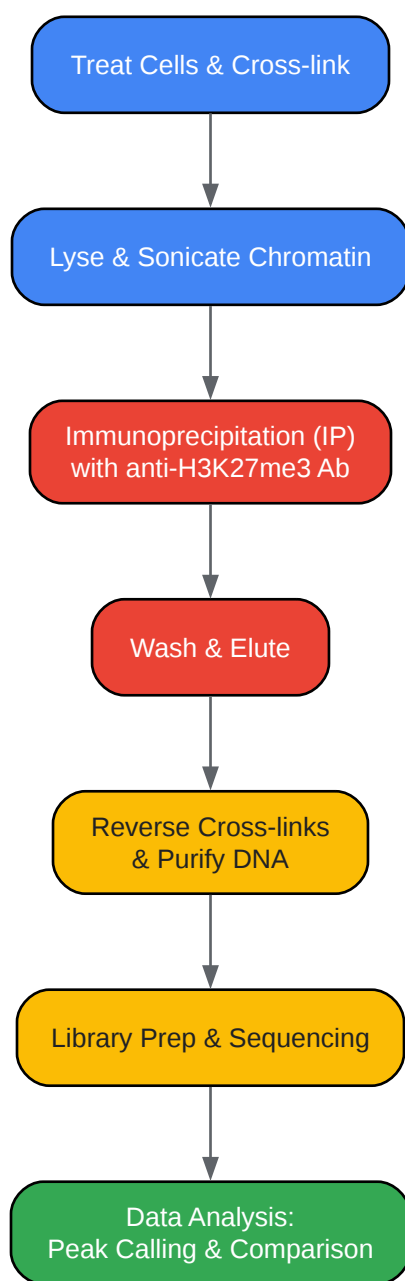 Treat Cells & Cross-link
Lyse & Sonicate Chromatin
Immunoprecipitation (IP)
with anti-H3K27me3 Ab
Wash & Elute
Reverse Cross-links
& Purify DNA
Library Prep & Sequencing
Data Analysis:
Peak Calling & Comparison